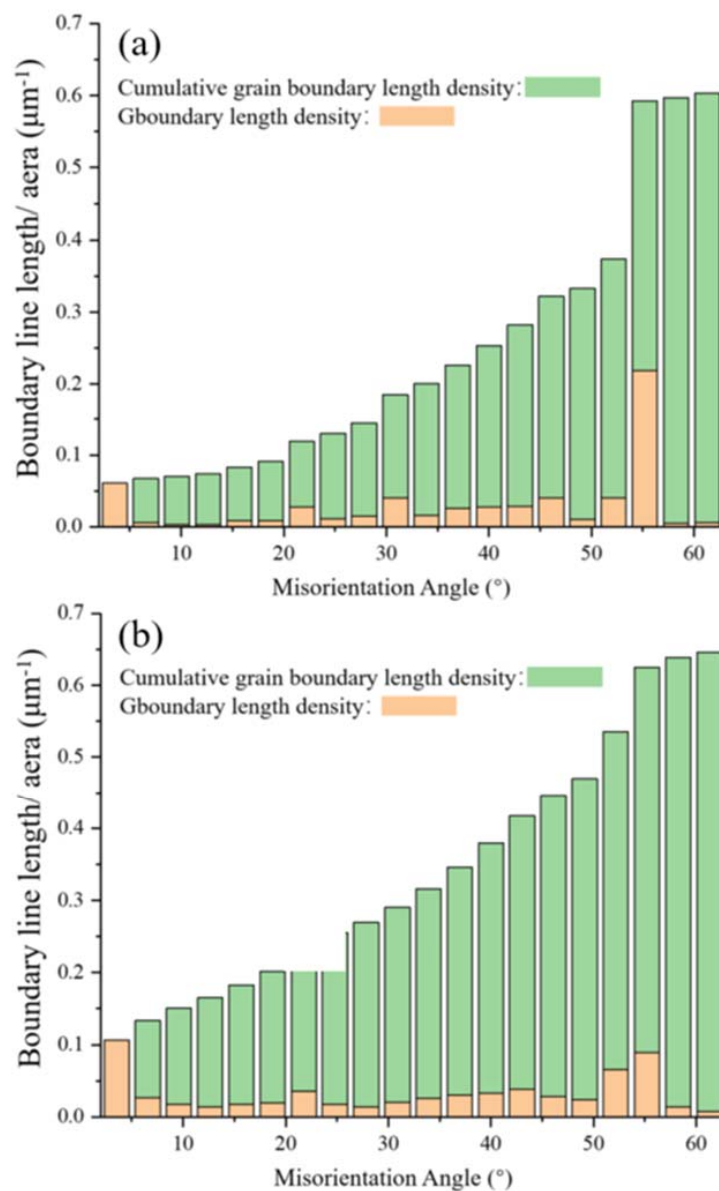 (a)
Cumulative grain boundary length density:
Gboundary length density:
Boundary line length/ aera (μm-1)
0.7
0.6
0.5
0.4
0.3
0.2
0.1
0.0
10 20 30 40 50 60
Misorientation Angle (°)
(b)
Cumulative grain boundary length density:
Gboundary length density:
Boundary line length/ aera (μm-1)
0.7
0.6
0.5
0.4
0.3
0.2
0.1
0.0
10 20 30 40 50 60
Misorientation Angle (°)